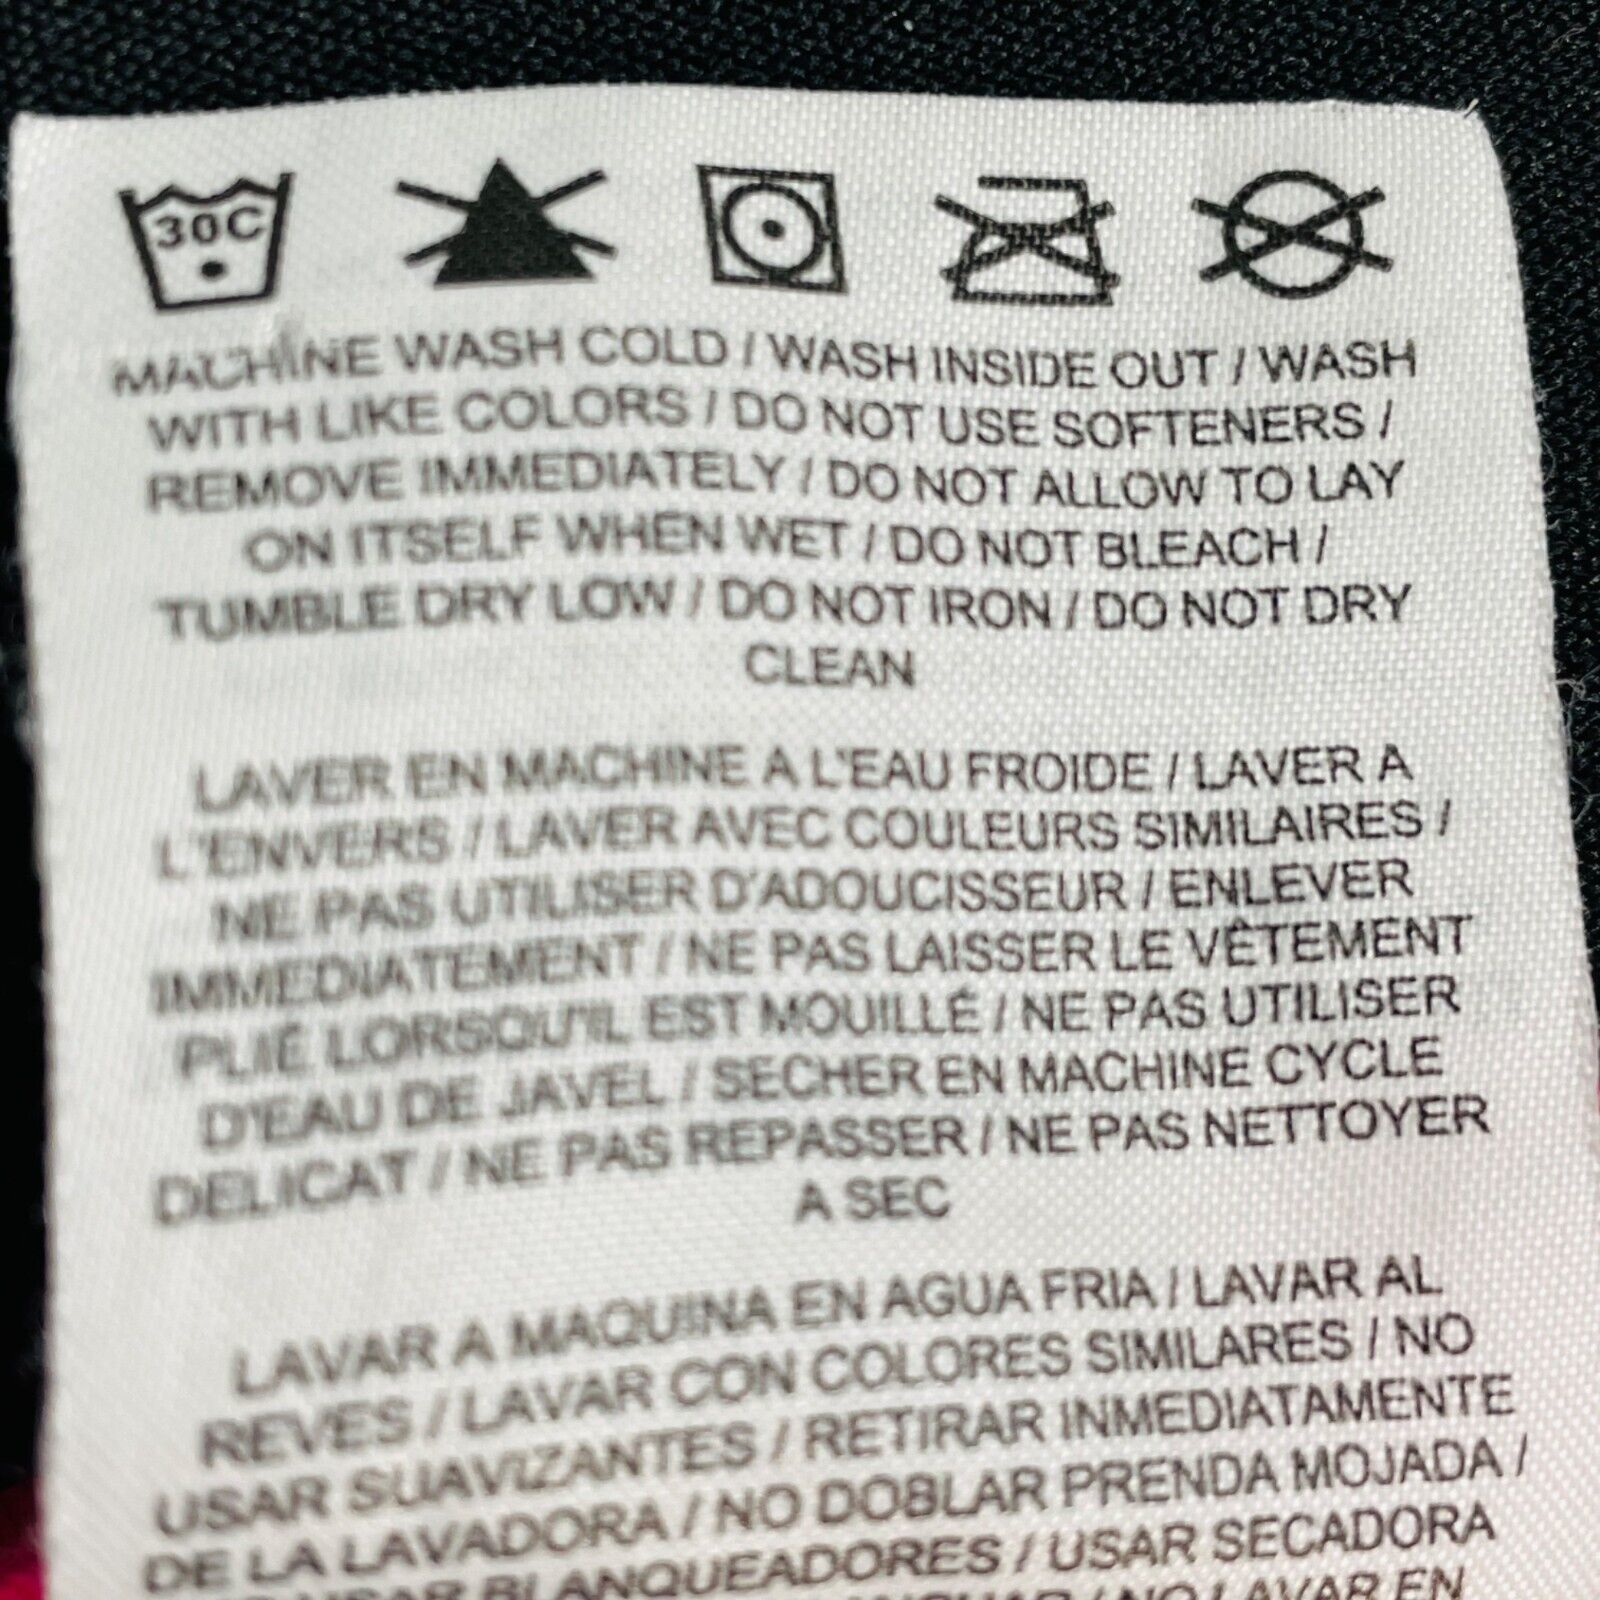 30C
MACHINE WASH COLD / WASH INSIDE OUT / WASH
WITH LIKE COLORS / DO NOT USE SOFTENERS /
REMOVE IMMEDIATELY / DO NOT ALLOW TO LAY
ON ITSELF WHEN WET / DO NOT BLEACH /
TUMBLE DRY LOW / DO NOT IRON / DO NOT DRY
CLEAN
LAVER EN MACHINE A L'EAU FROIDE / LAVER A
L'ENVERS / LAVER AVEC COULEURS SIMILAIRES /
NE PAS UTILISER D'ADOUCISSEUR / ENLEVER
IMMEDIATEMENT / NE PAS LAISSER LE VÊTEMENT
PLIÉ LORSQU'IL EST MOUILLÉ / NE PAS UTILISER
D'EAU DE JAVEL / SECHER EN MACHINE CYCLE
DELICAT / NE PAS REPASSER / NE PAS NETTOYER
A SEC
LAVAR A MAQUINA EN AGUA FRIA / LAVAR AL
REVES / LAVAR CON COLORES SIMILARES / NO
USAR SUAVIZANTES / RETIRAR INMEDIATAMENTE
DE LA LAVADORA / NO DOBLAR PRENDA MOJADA /
USAR BLANQUEADORES / USAR SECADORA
/ NO LAVAR EN